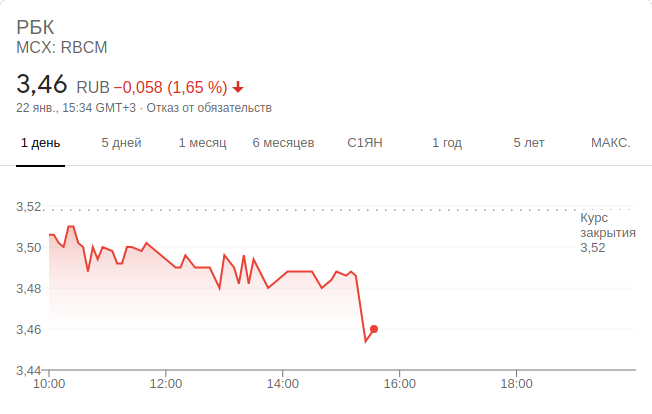 РБК
MCX: RBCM
3,46 RUB −0,058 (1,65 %)
22 янв., 15:34 GMT+3 · Отказ от обязательств
1 день 5 дней 1 месяц 6 месяцев С1ЯН 1 год 5 лет МАКС.
3,52
Курс
закрытия
3,52
3,50
3,48
3,46
3,44
10:00 12:00 14:00 16:00 18:00